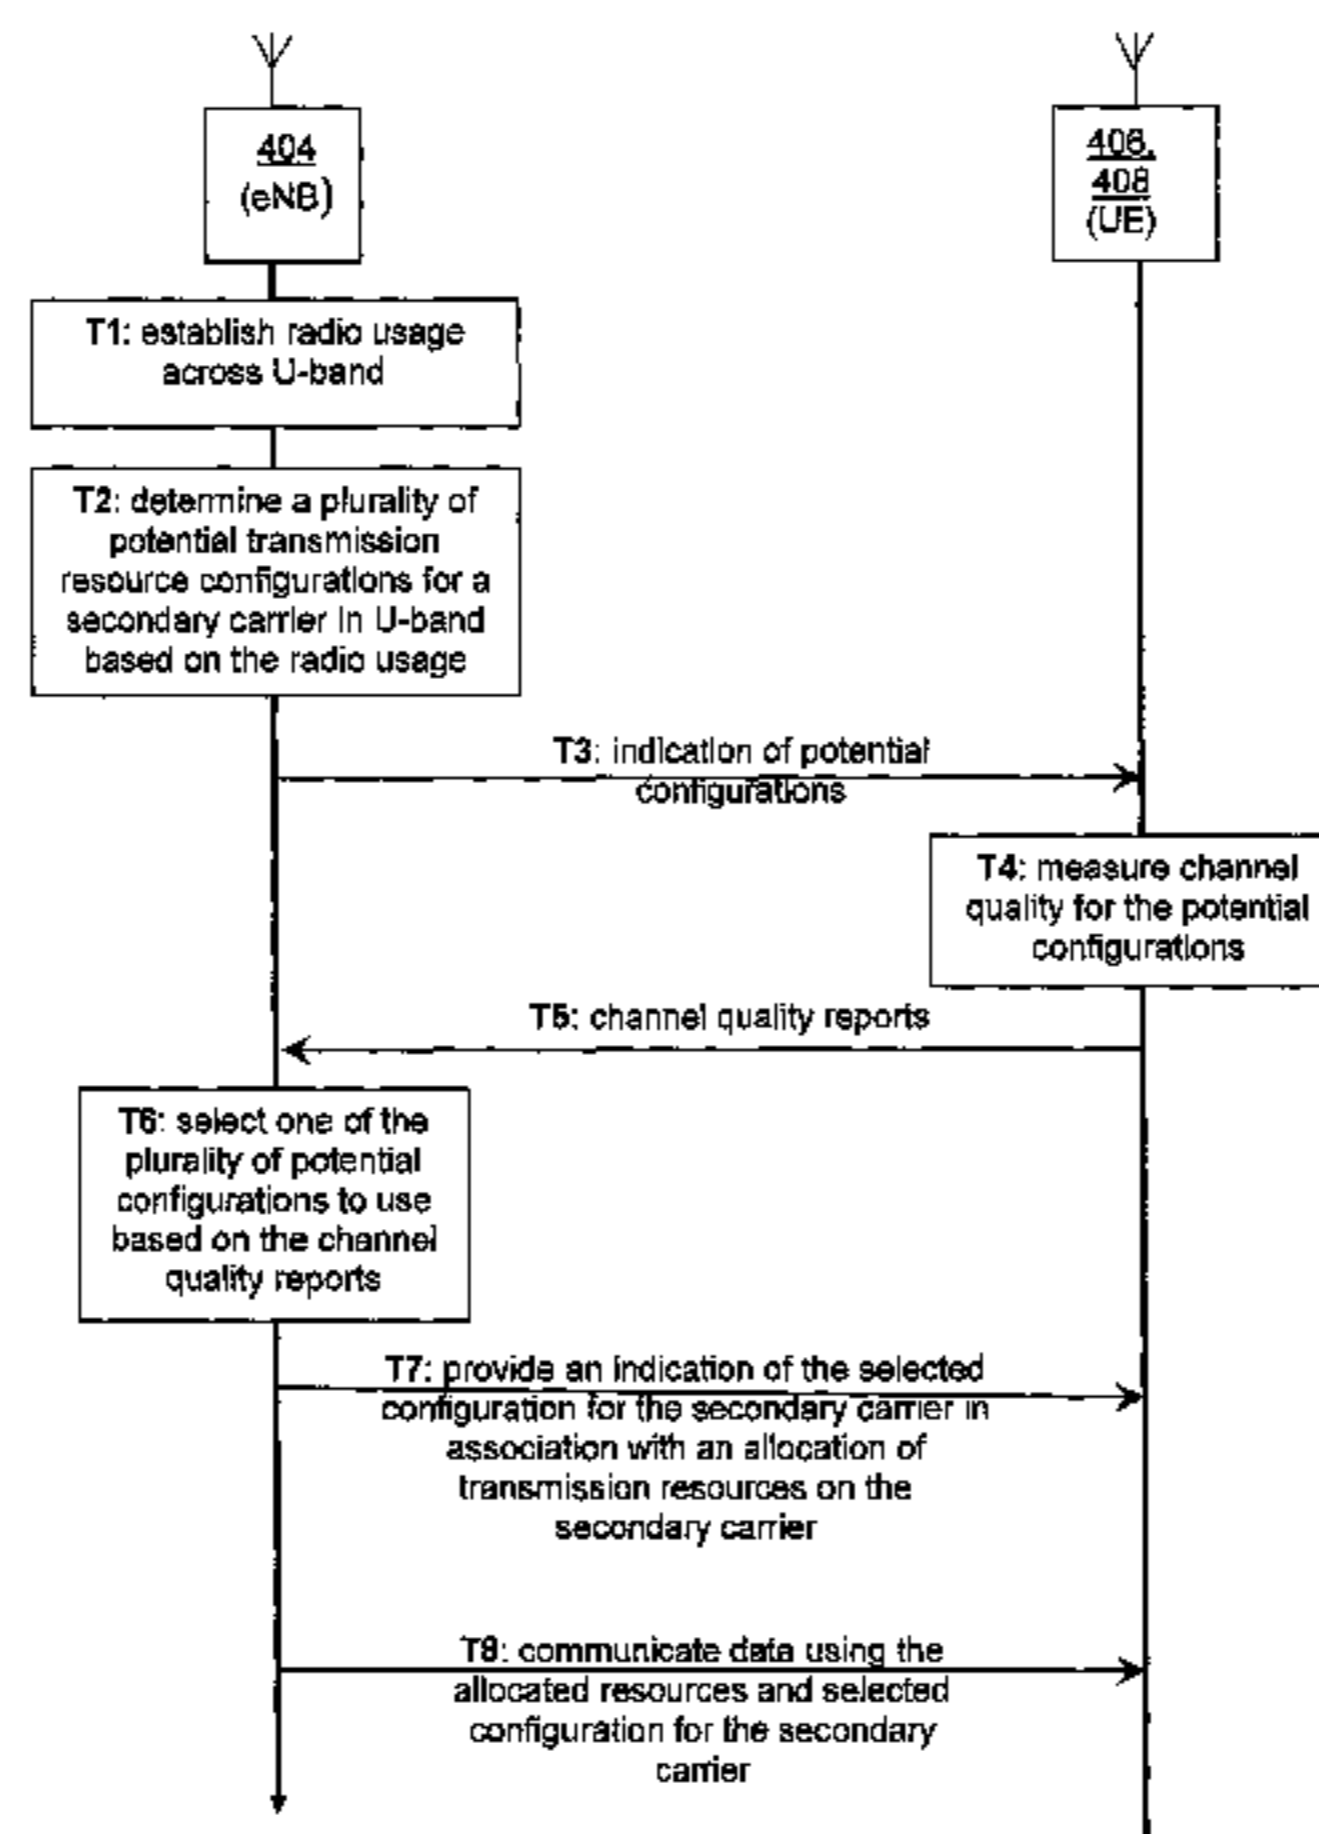 404
(eNB)
406,
408
(UE)
T1: establish radio usage
across U-band
T2: determine a plurality of
potential transmission
resource configurations for a
secondary carrier in U-band
based on the radio usage
T3: indication of potential
configurations
T4: measure channel
quality for the potential
configurations
T5: channel quality reports
T6: select one of the
plurality of potential
configurations to use
based on the channel
quality reports
T7: provide an indication of the selected
configuration for the secondary carrier in
association with an allocation of
transmission resources on the
secondary carrier
T8: communicate data using the
allocated resources and selected
configuration for the secondary
carrier